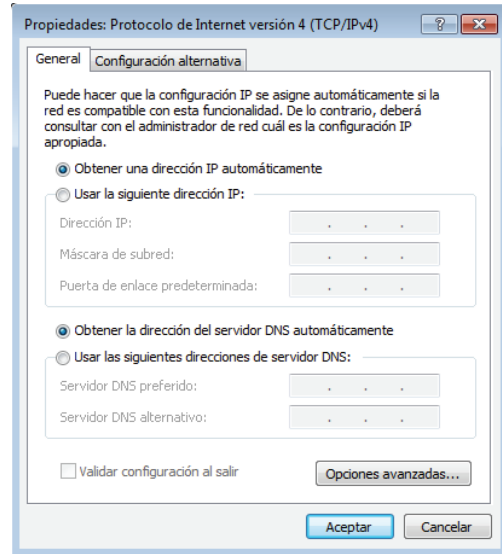 Propiedades: Protocolo de Internet versión 4 (TCP/IPv4)
General
Configuración alternativa
Puede hacer que la configuración IP se asigne automáticamente si la
red es compatible con esta funcionalidad. De lo contrario, deberá
consultar con el administrador de red cuál es la configuración IP
apropiada.
Obtener una dirección IP automáticamente
Usar la siguiente dirección IP:
Dirección IP:
Máscara de subred:
Puerta de enlace predeterminada:
Obtener la dirección del servidor DNS automáticamente
Usar las siguientes direcciones de servidor DNS:
Servidor DNS preferido:
Servidor DNS alternativo:
Validar configuración al salir
Opciones avanzadas...
Aceptar
Cancelar